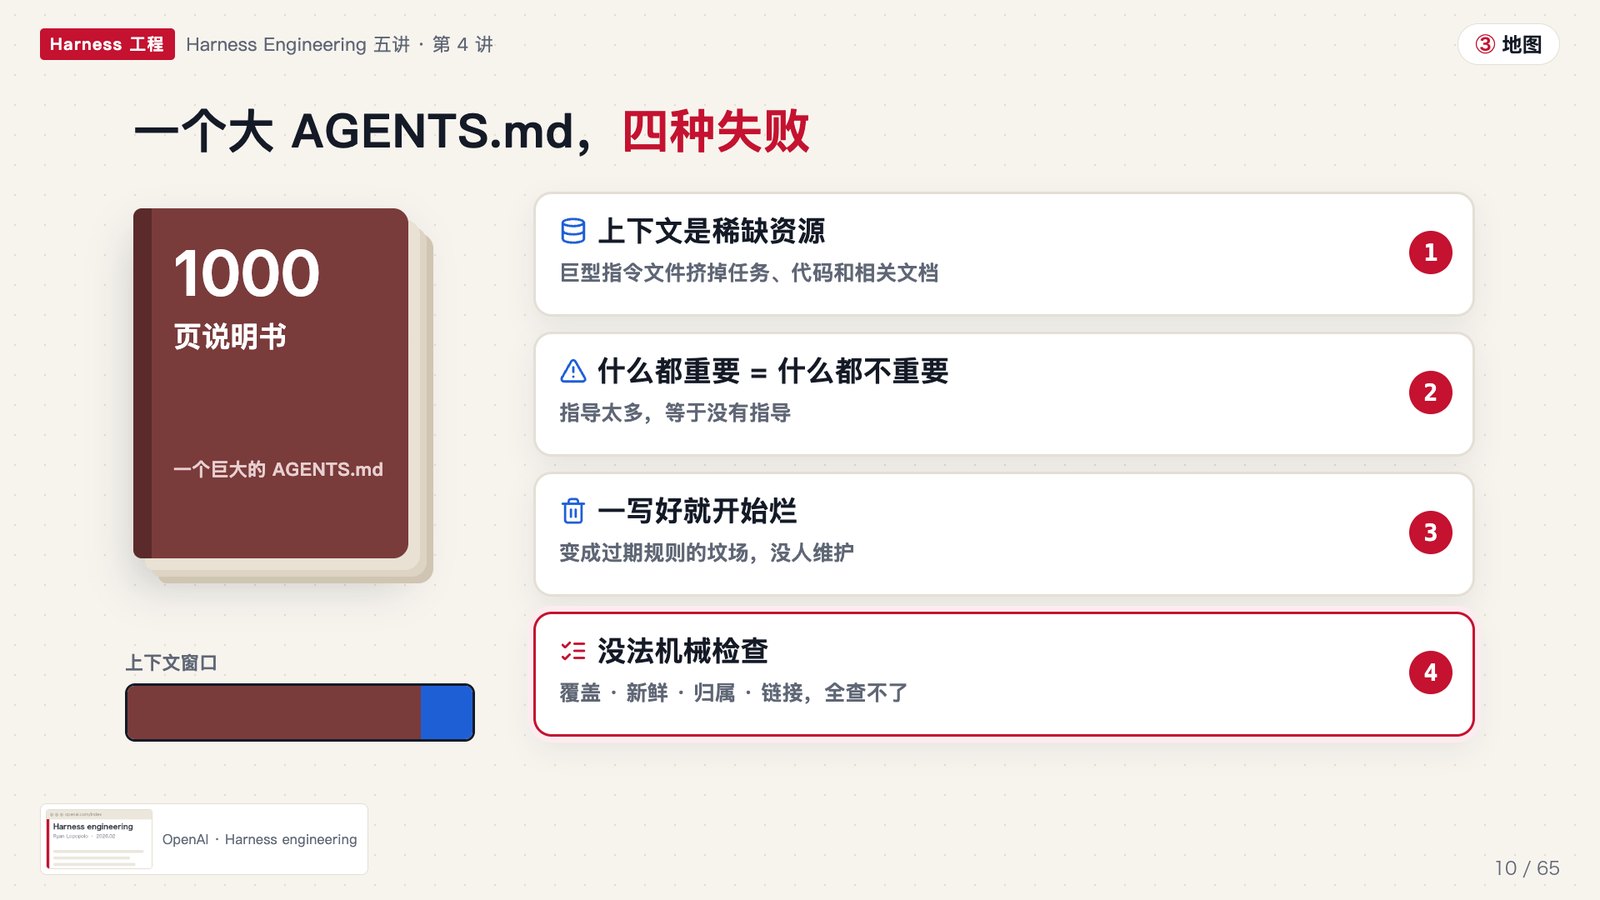 Harness 工程
Harness Engineering 五讲 · 第 4 讲
③ 地图
一个大 AGENTS.md，四种失败
1000
页说明书
一个巨大的 AGENTS.md
上下文窗口
上下文是稀缺资源
巨型指令文件挤掉任务、代码和相关文档
1
什么都重要 = 什么都不重要
指导太多，等于没有指导
2
一写好就开始烂
变成过期规则的坟场，没人维护
3
没法机械检查
覆盖 · 新鲜 · 归属 · 链接，全查不了
4
Harness engineering
OpenAI · Harness engineering
10 / 65